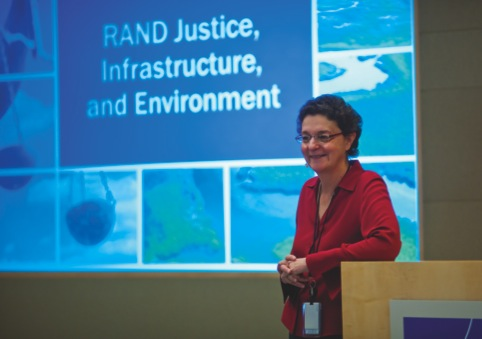 RAND Justice,
Infrastructure,
and Environment